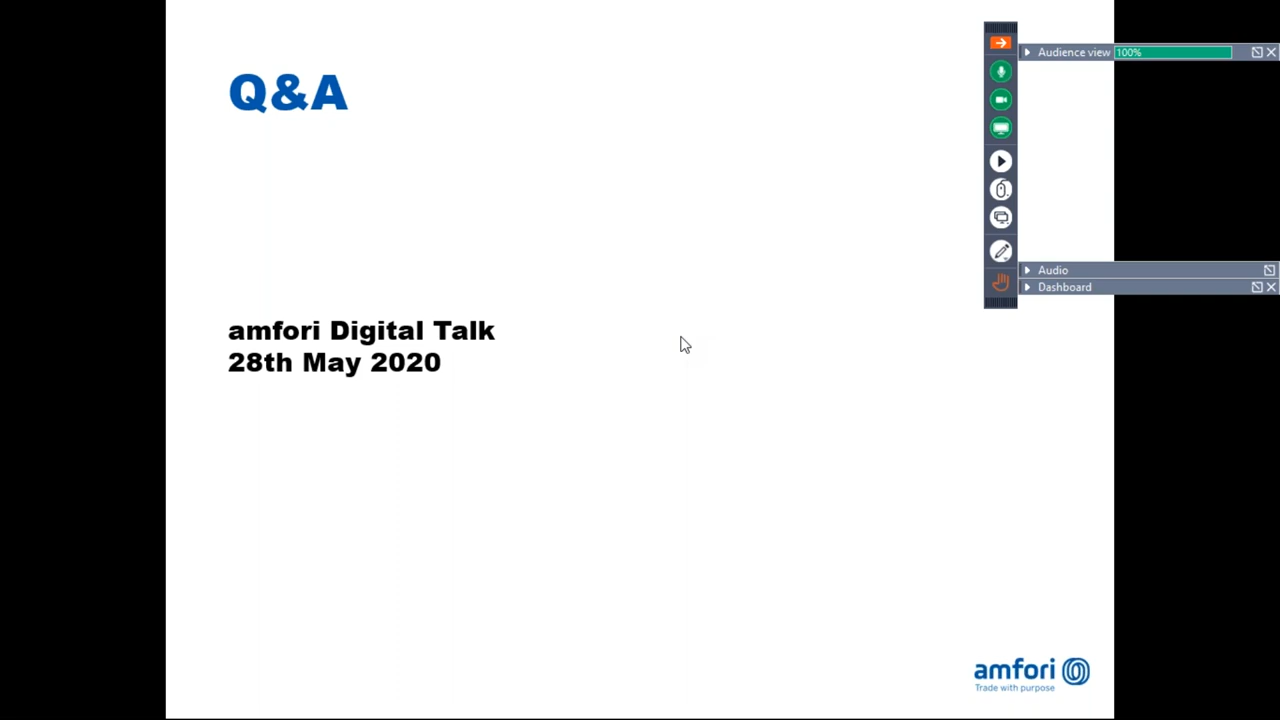 Q&A
Audience view 100%
Audio
Dashboard
amfori Digital Talk
28th May 2020
amfori
Trade with purpose